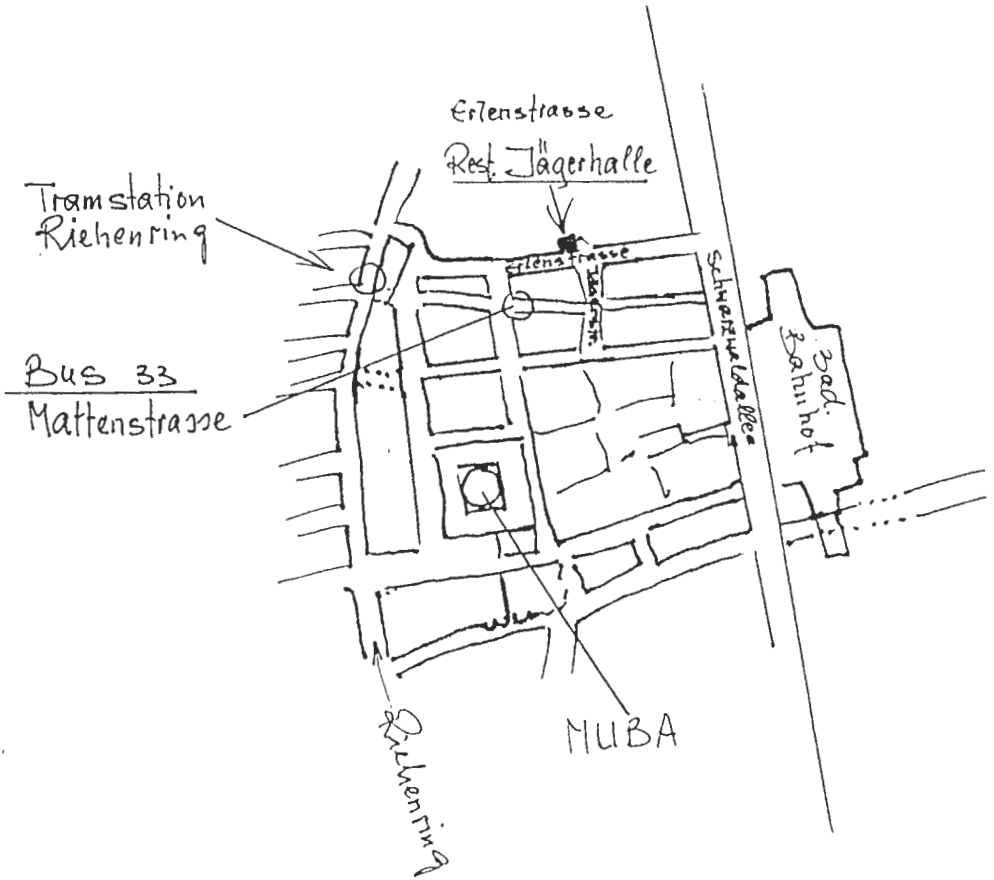 Erlenstrasse
Rest. Jägerhalle
Tramstation
Riehenring
Erlenstrasse
Jägerstr.
Schwarzwaldallee
Bad.
Bahnhof
Bus 33
Mattenstrasse
MUBA
Riehenring